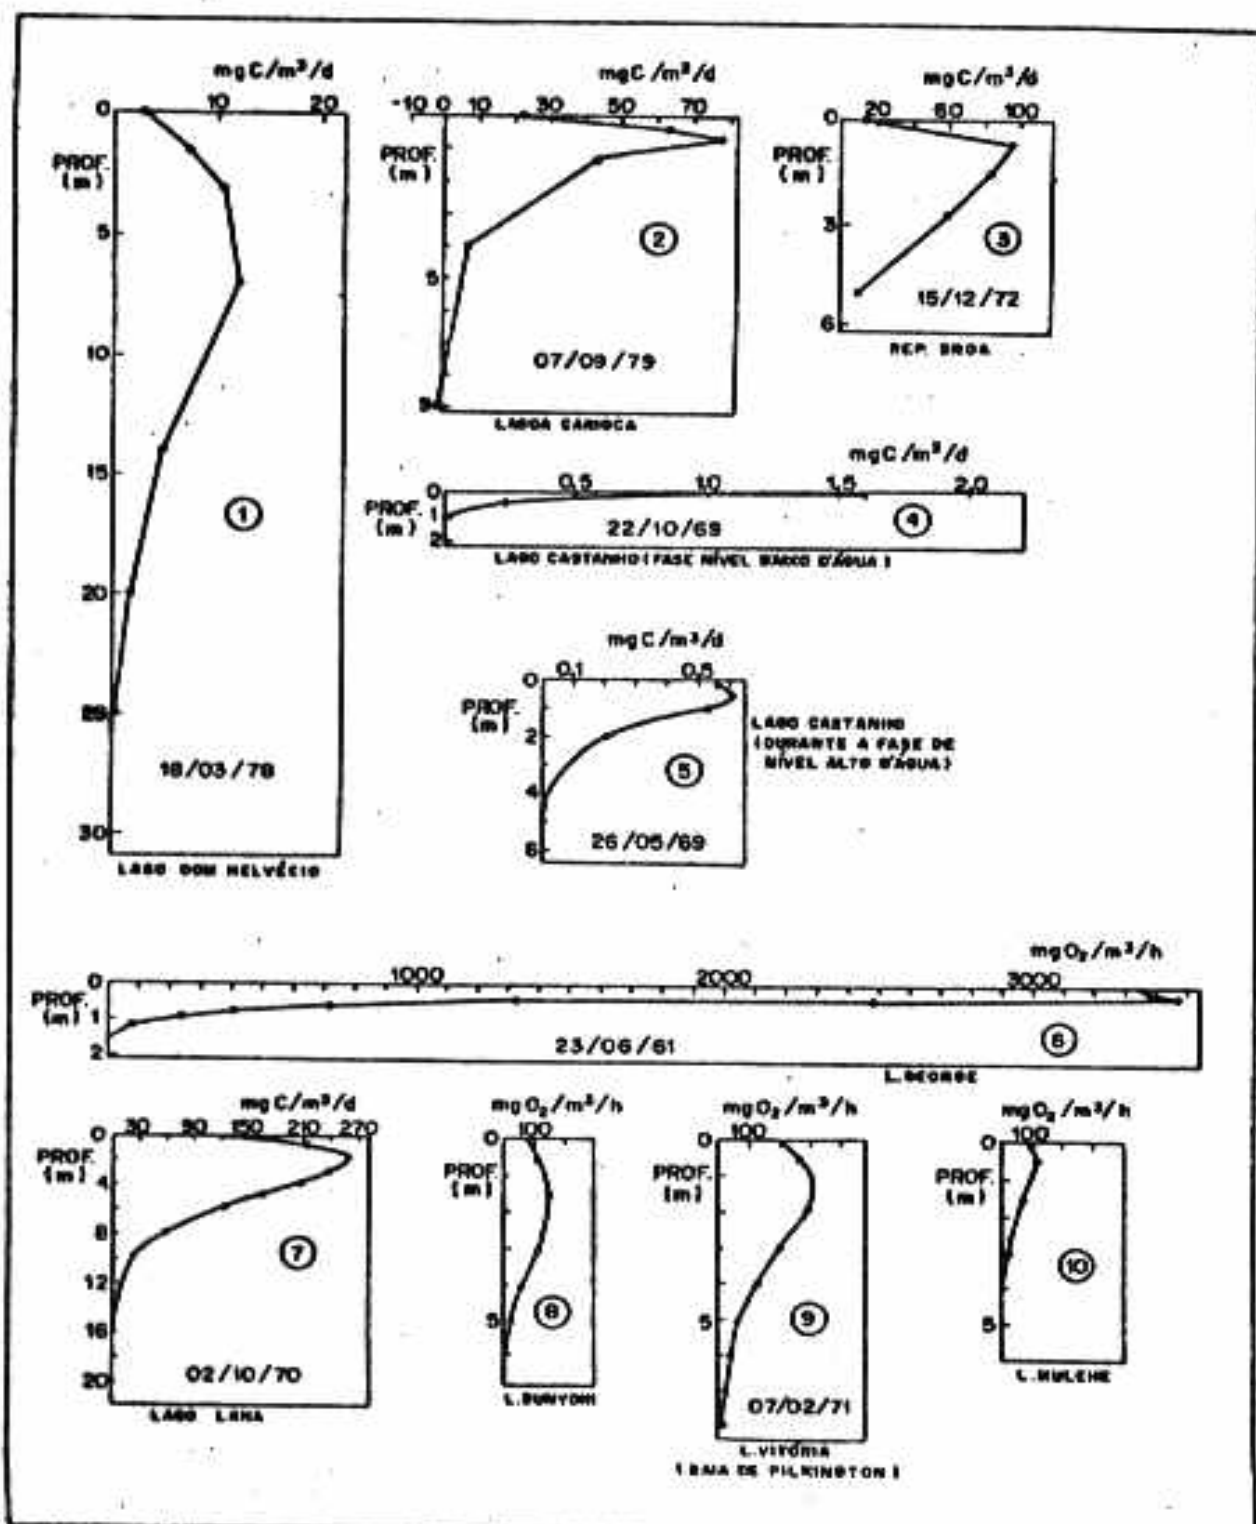 mgC/m³/d
0 10 20
PROF.
(m)
5
10
15
20
30
1
18/03/78
LAGO DOM HELVÉCIO
mgC/m³/d
-10 0 10 30 50 70
PROF.
(m)
5
9
2
07/09/79
LAGOA CARIOCA
mgC/m³/d
0 20 60 100
PROF.
(m)
3
6
3
15/12/72
REP. BROA
mgC/m³/d
0 0,5 1,0 1,5 2,0
PROF.
(m)
1
2
4
22/10/69
LAGO CASTANHO (FASE NÍVEL BAIXO D'ÁGUA)
mgC/m³/d
0 0,1 0,5
PROF.
(m)
2
4
6
5
26/05/69
LAGO CASTANHO
(DURANTE A FASE DE
NÍVEL ALTO D'ÁGUA)
mgO₂/m³/h
0 1000 2000 3000
PROF.
(m)
1
2
6
23/06/61
L. GEORGE
mgC/m³/d
0 30 90 150 210 270
PROF.
(m)
4
8
12
16
20
7
02/10/70
LAGO LANA
mgO₂/m³/h
0 100
PROF.
(m)
5
8
L. BUNYONI
mgO₂/m³/h
0 100
PROF.
(m)
5
9
07/02/71
L. VITÓRIA
(BAIA DE PILKINGTON)
mgO₂/m³/h
0 100
PROF.
(m)
5
10
L. MULEHE